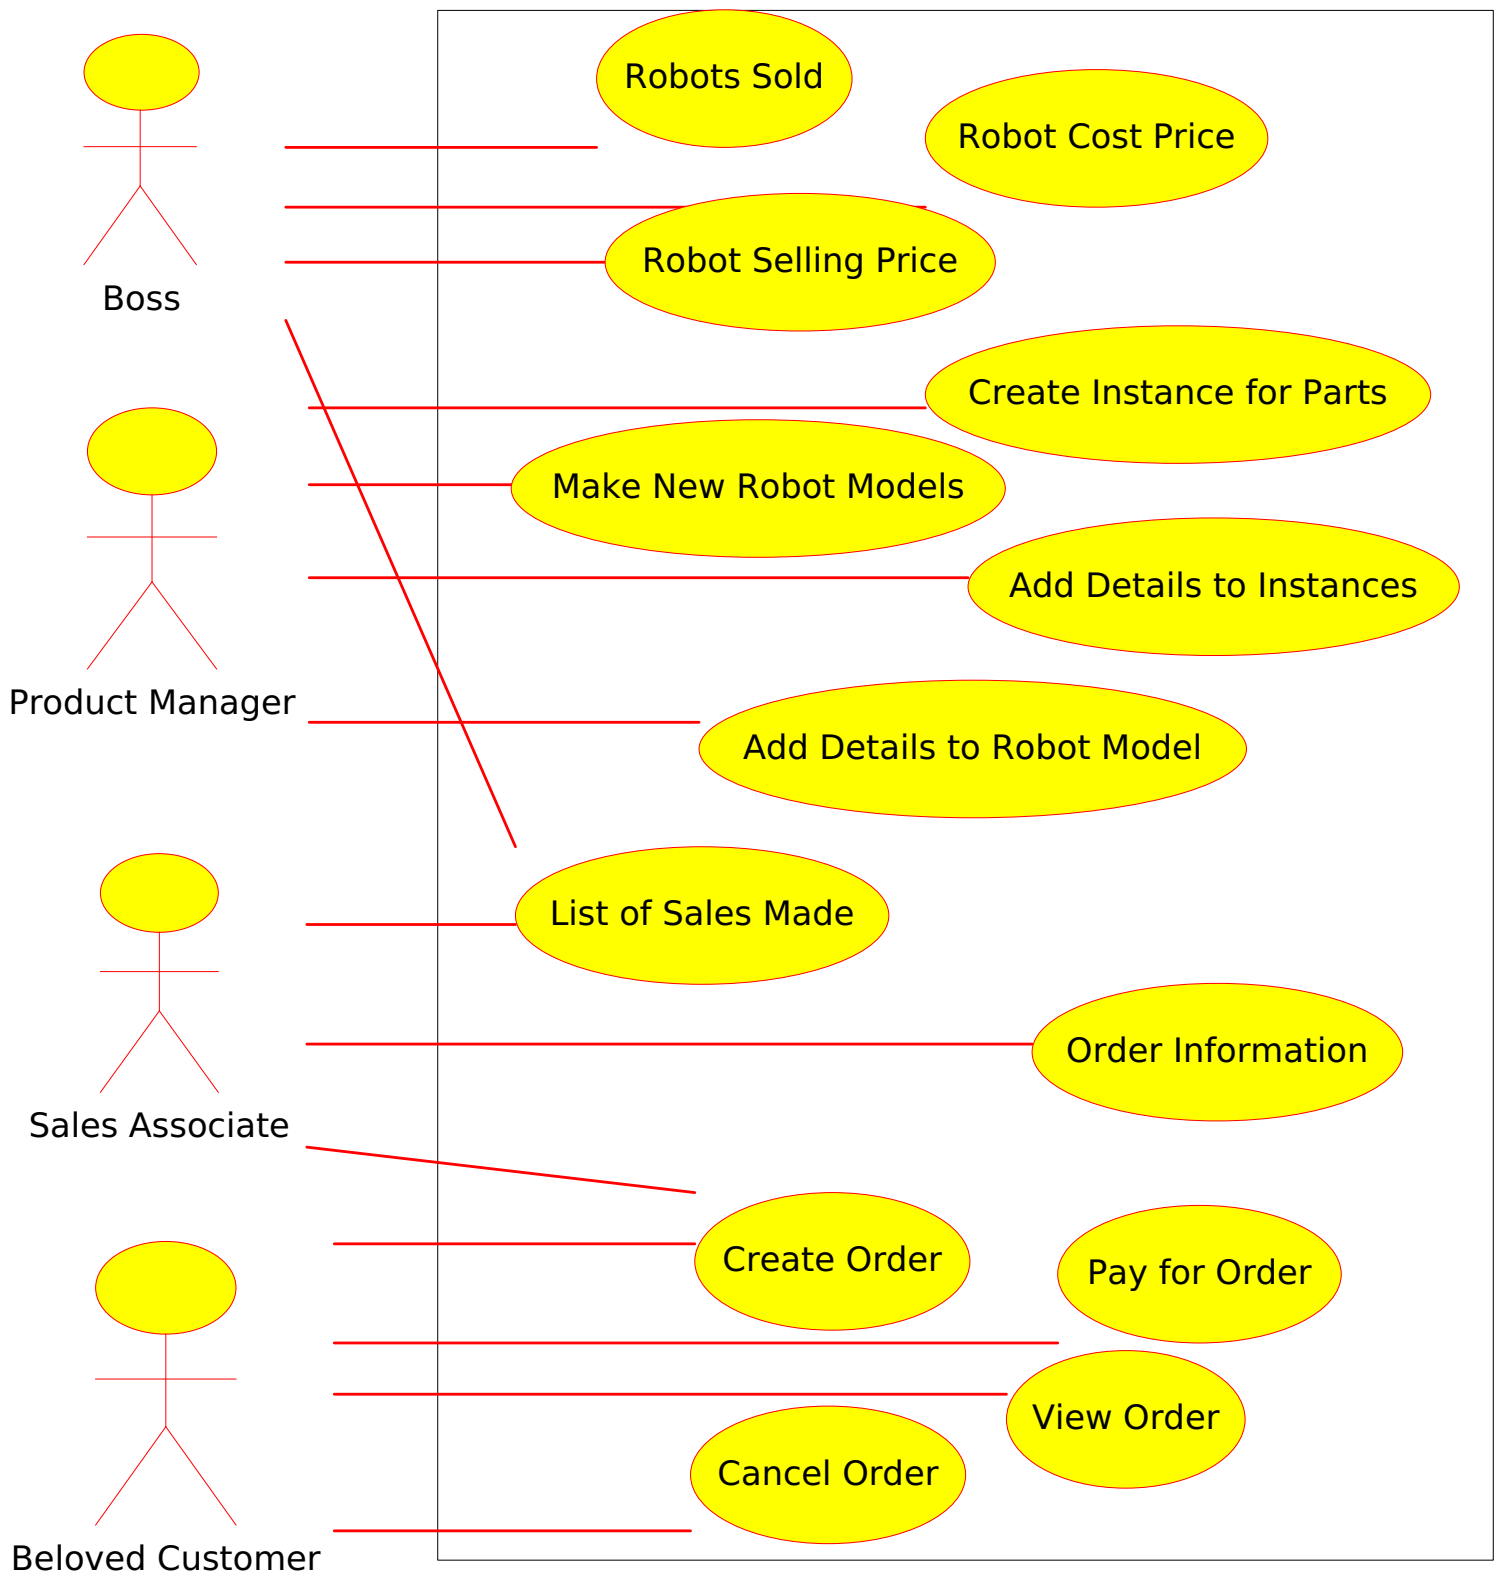 Robots Sold
Robot Cost Price
Robot Selling Price
Boss
Create Instance for Parts
Make New Robot Models
Add Details to Instances
Product Manager
Add Details to Robot Model
List of Sales Made
Order Information
Sales Associate
Create Order
Pay for Order
View Order
Cancel Order
Beloved Customer